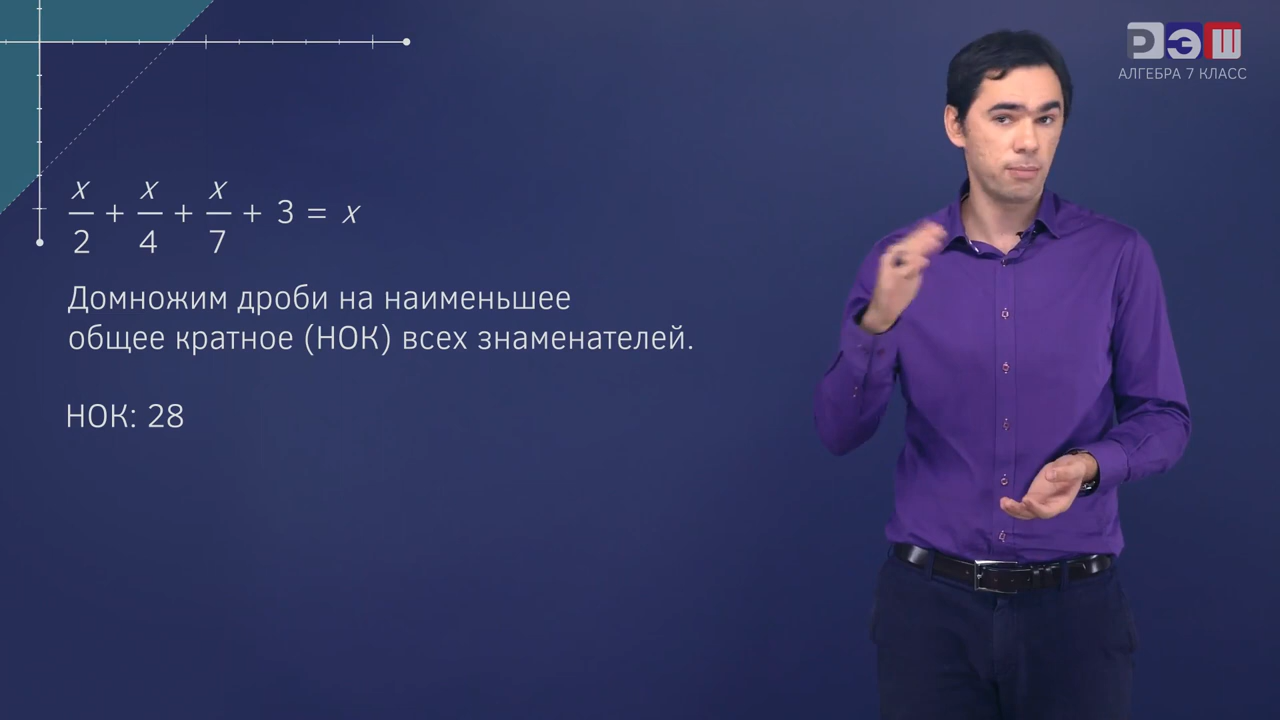 РЭШ
АЛГЕБРА 7 КЛАСС
x/2 + x/4 + x/7 + 3 = x
Домножим дроби на наименьшее
общее кратное (НОК) всех знаменателей.
НОК: 28